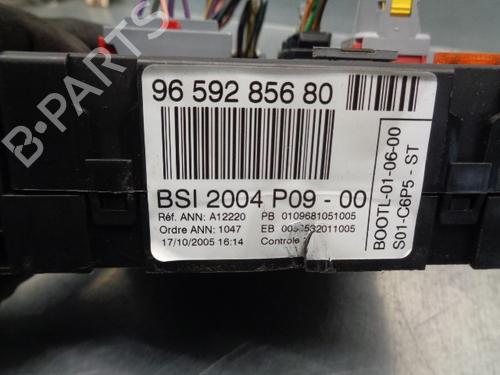 96 592 856 80
BSI 2004 P09 - 00
Réf. ANN: A12220 PB 0109681051005
Ordre ANN: 1047 EB
17/10/2005 16:14 Controle
BOOTL-01-06-00
S01-C6P5 - ST